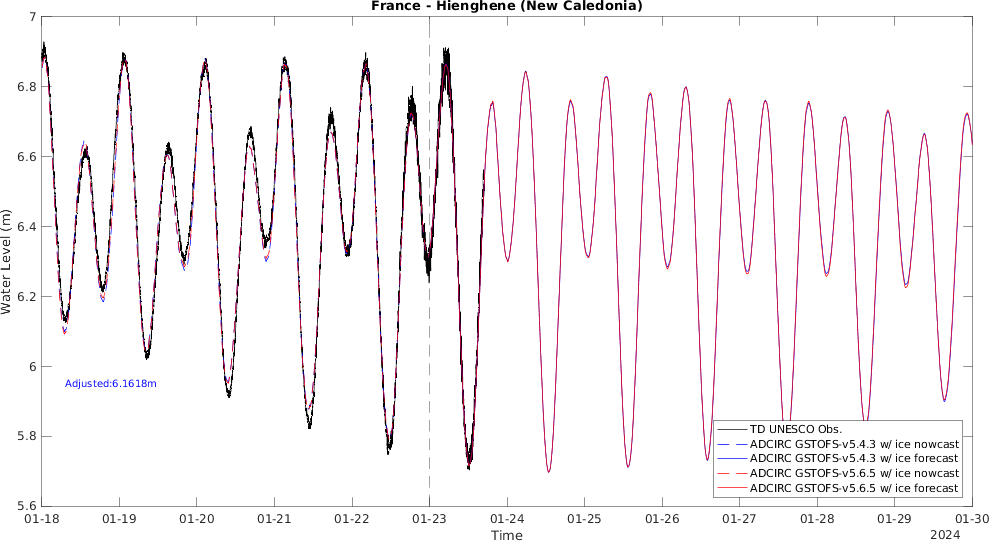 France - Hienghene (New Caledonia)
7
6.8
6.6
6.4
6.2
6
5.8
5.6
Water Level (m)
Adjusted:6.1618m
TD UNESCO Obs.
ADCIRC GSTOFS-v5.4.3 w/ ice nowcast
ADCIRC GSTOFS-v5.4.3 w/ ice forecast
ADCIRC GSTOFS-v5.6.5 w/ ice nowcast
ADCIRC GSTOFS-v5.6.5 w/ ice forecast
01-18 01-19 01-20 01-21 01-22 01-23 01-24 01-25 01-26 01-27 01-28 01-29 01-30
Time
2024